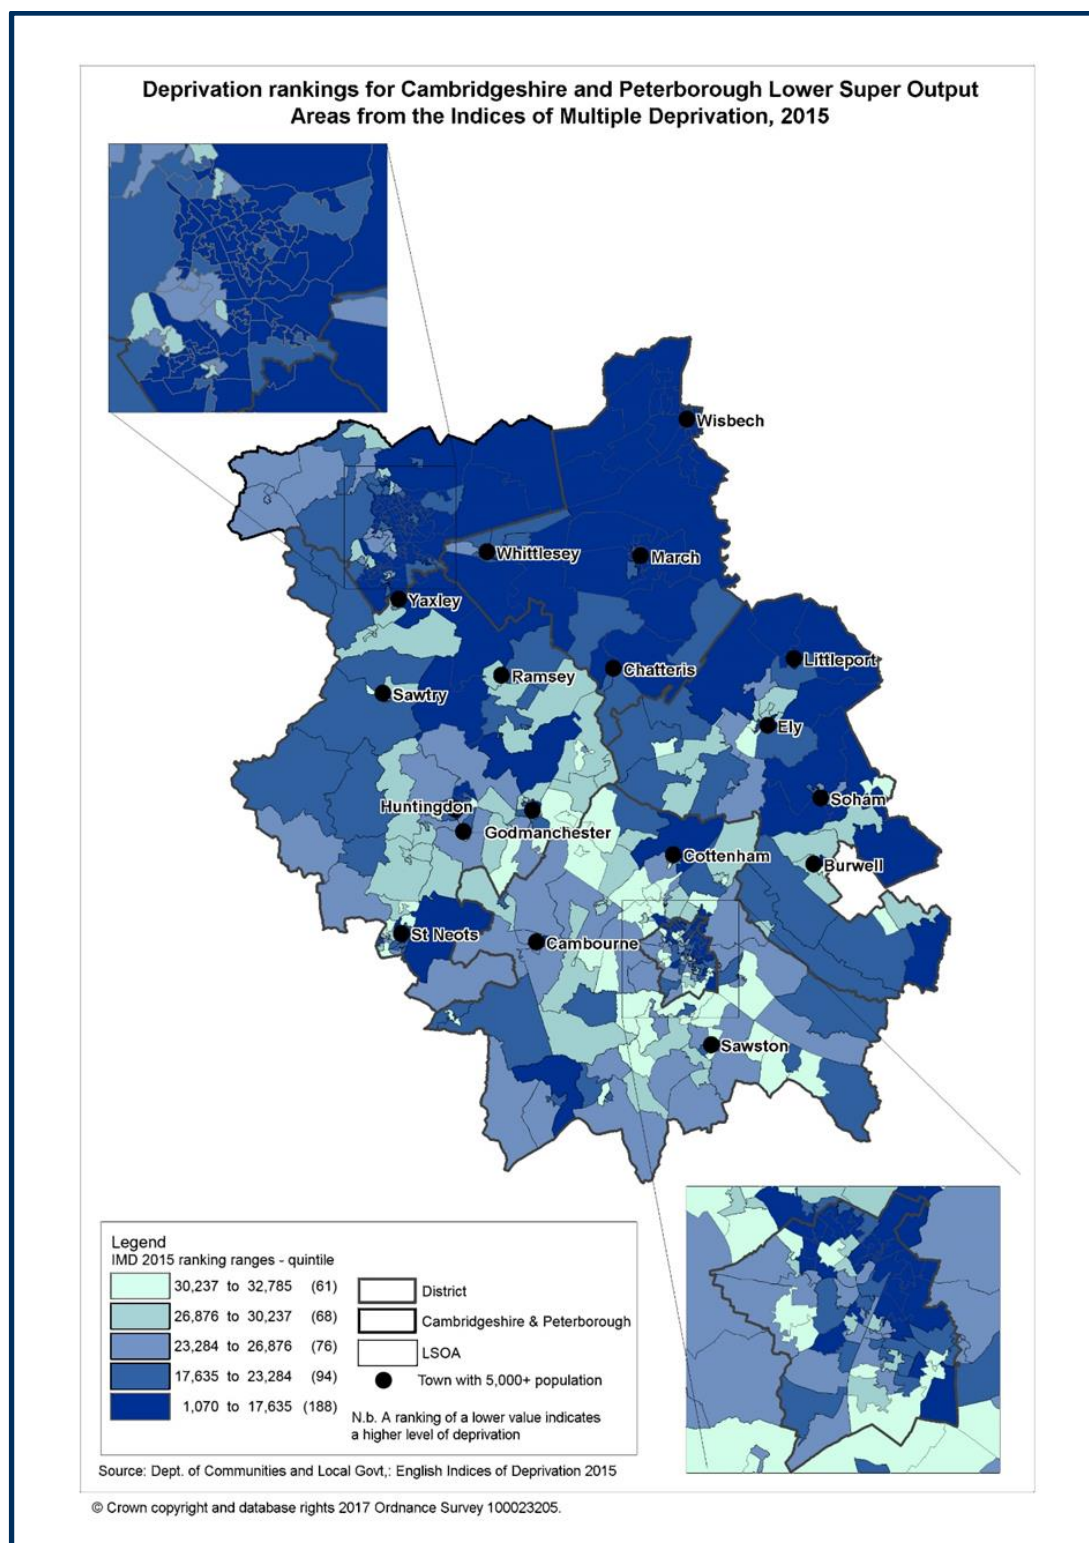 Deprivation rankings for Cambridgeshire and Peterborough Lower Super Output
Areas from the Indices of Multiple Deprivation, 2015
Wisbech
Whittlesey
March
Yaxley
Littleport
Chatteris
Ramsey
Sawtry
Ely
Soham
Huntingdon
Godmanchester
Cottenham
Burwell
St Neots
Cambourne
Sawston
Legend
IMD 2015 ranking ranges - quintile
30,237 to 32,785 (61)
26,876 to 30,237 (68)
23,284 to 26,876 (76)
17,635 to 23,284 (94)
1,070 to 17,635 (188)
District
Cambridgeshire & Peterborough
LSOA
Town with 5,000+ population
N.b. A ranking of a lower value indicates
a higher level of deprivation
Source: Dept. of Communities and Local Govt,: English Indices of Deprivation 2015
© Crown copyright and database rights 2017 Ordnance Survey 100023205.